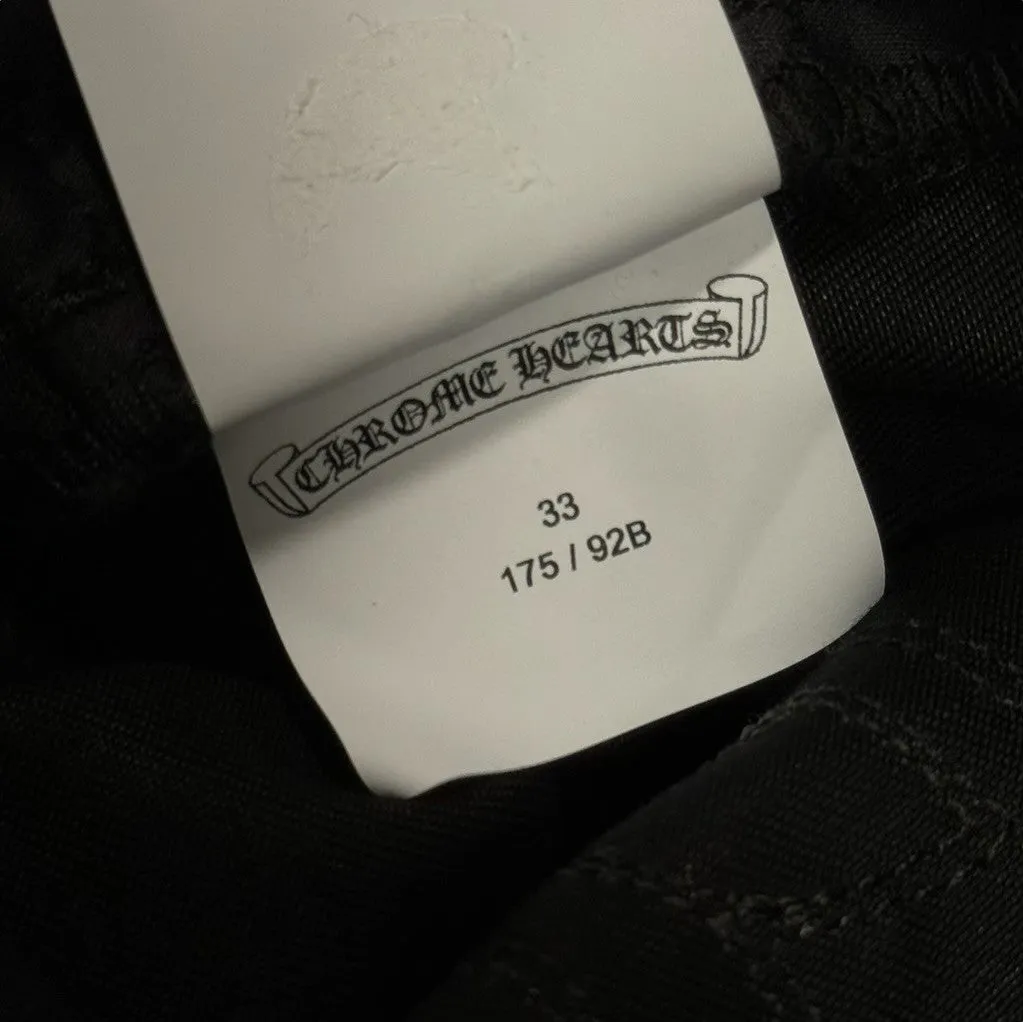 CHROME HEARTS
33
175 / 92B